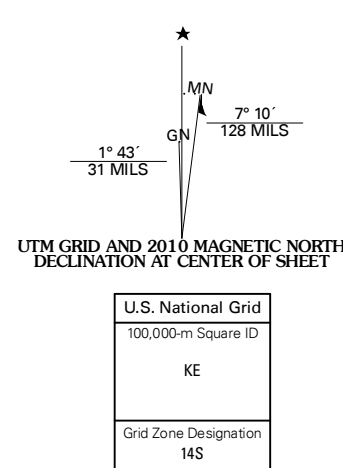 ★
MN
7° 10´
128 MILS
GN
1° 43´
31 MILS
UTM GRID AND 2010 MAGNETIC NORTH
DECLINATION AT CENTER OF SHEET
U.S. National Grid
100,000-m Square ID
KE
Grid Zone Designation
14S